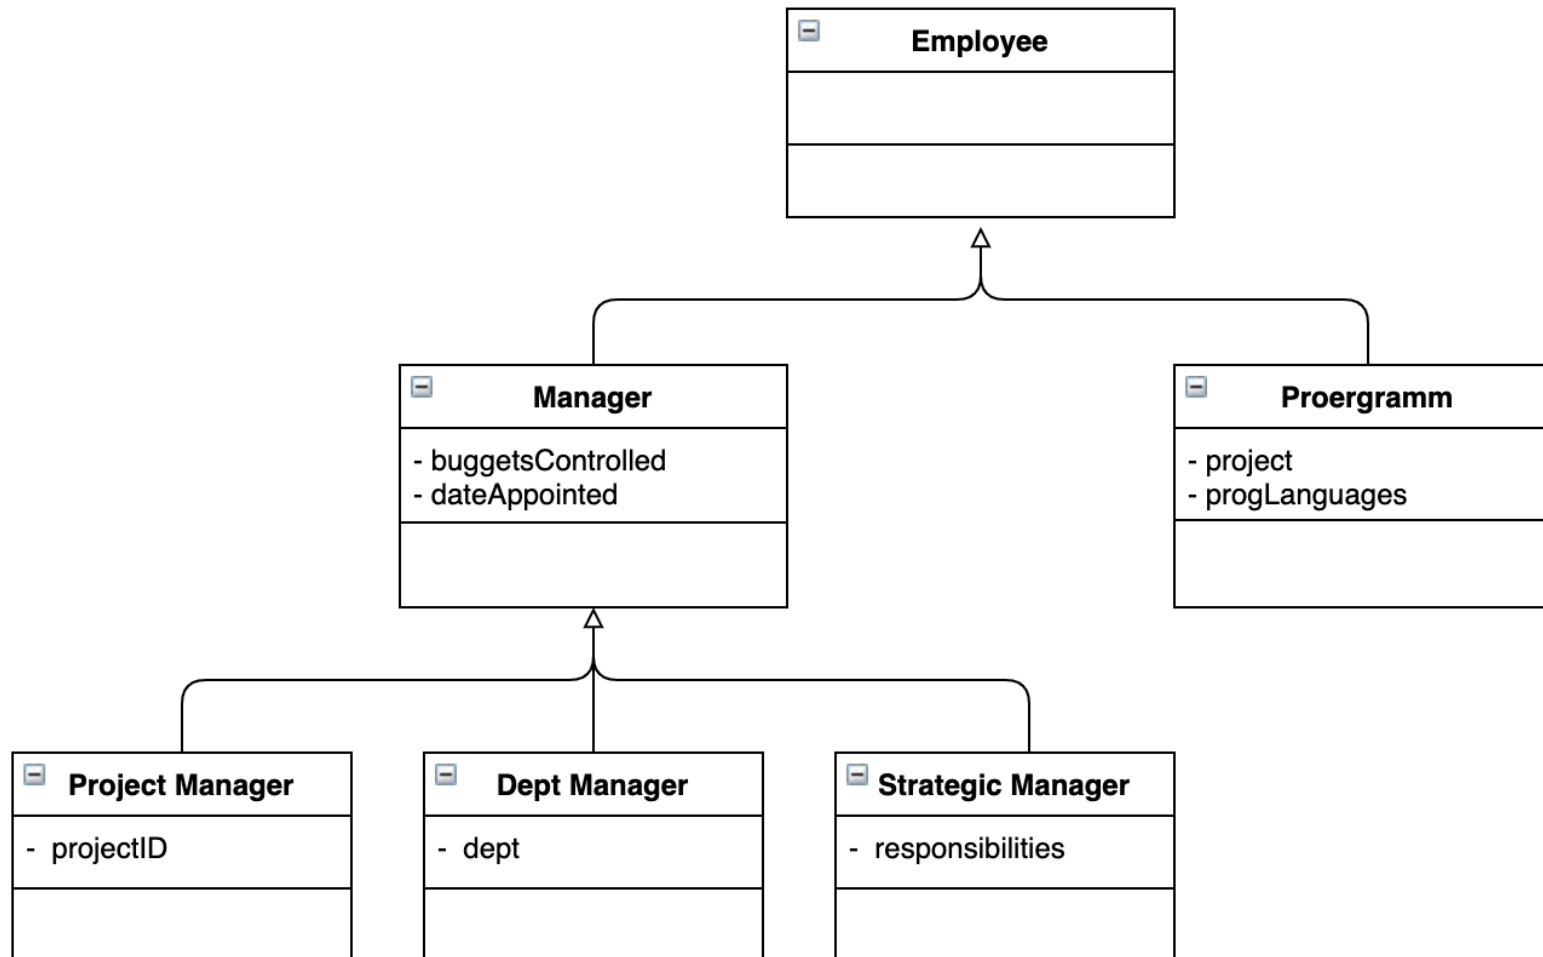 Employee
Manager
- buggetsControlled
- dateAppointed
Proergramm
- project
- progLanguages
Project Manager
- projectID
Dept Manager
- dept
Strategic Manager
- responsibilities